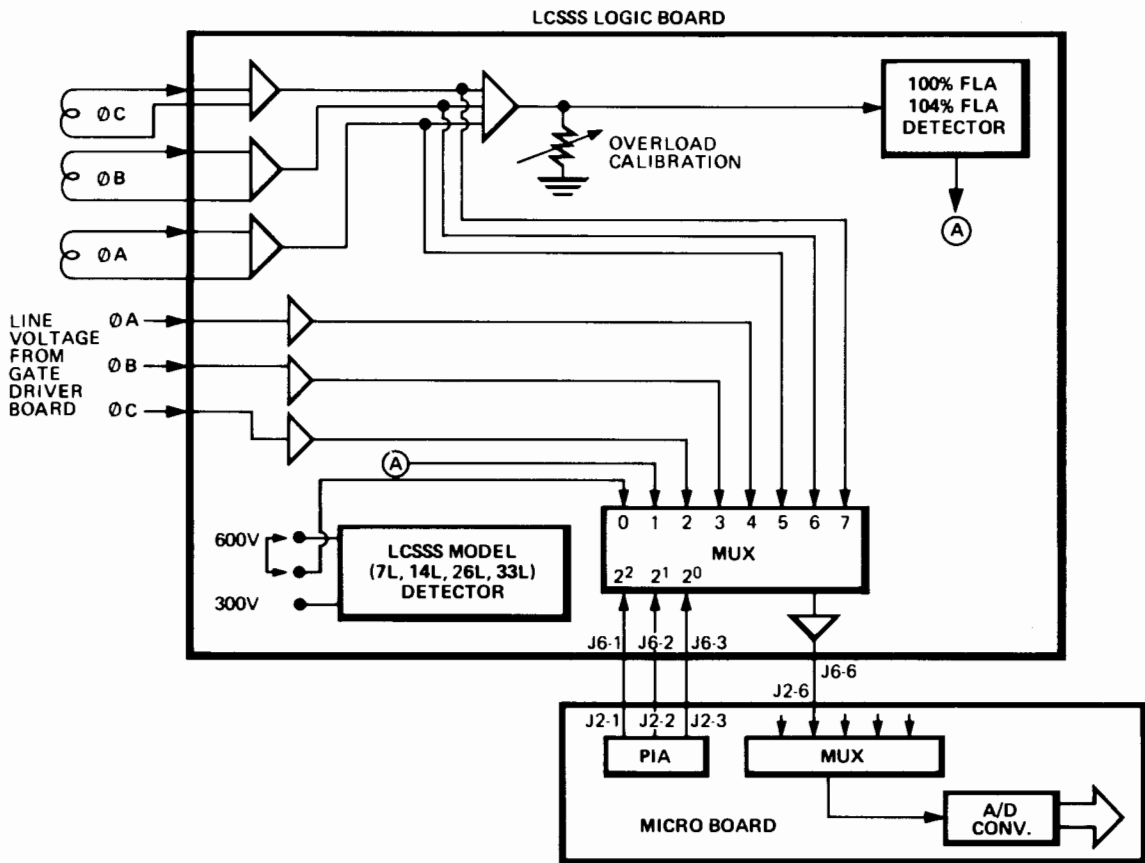 LCSSS LOGIC BOARD
ØC
ØB
ØA
100% FLA
104% FLA
DETECTOR
OVERLOAD
CALIBRATION
A
LINE
VOLTAGE
FROM
GATE
DRIVER
BOARD
ØA
ØB
ØC
A
600V
300V
LCSSS MODEL
(7L, 14L, 26L, 33L)
DETECTOR
0 1 2 3 4 5 6 7
MUX
2² 2¹ 2⁰
J6-1 J6-2 J6-3
J6-6
J2-6
J2-1 J2-2 J2-3
PIA
MUX
MICRO BOARD
A/D
CONV.